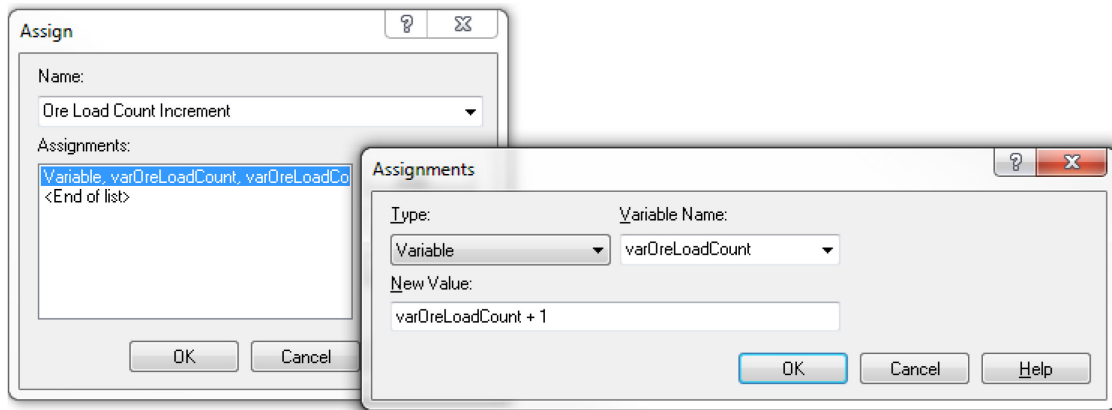 Assign
Name:
Ore Load Count Increment
Assignments:
Variable, varOreLoadCount, varOreLoadCo
<End of list>
OK
Cancel
Assignments
Type:
Variable Name:
Variable
varOreLoadCount
New Value:
varOreLoadCount + 1
OK
Cancel
Help